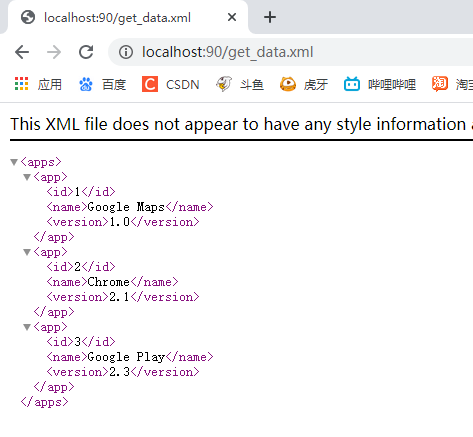 localhost:90/get_data.xml
localhost:90/get_data.xml
应用 百度 CSDN 斗鱼 虎牙 哔哩哔哩 淘宝
This XML file does not appear to have any style information
<apps>
<app>
<id>1</id>
<name>Google Maps</name>
<version>1.0</version>
</app>
<app>
<id>2</id>
<name>Chrome</name>
<version>2.1</version>
</app>
<app>
<id>3</id>
<name>Google Play</name>
<version>2.3</version>
</app>
</apps>